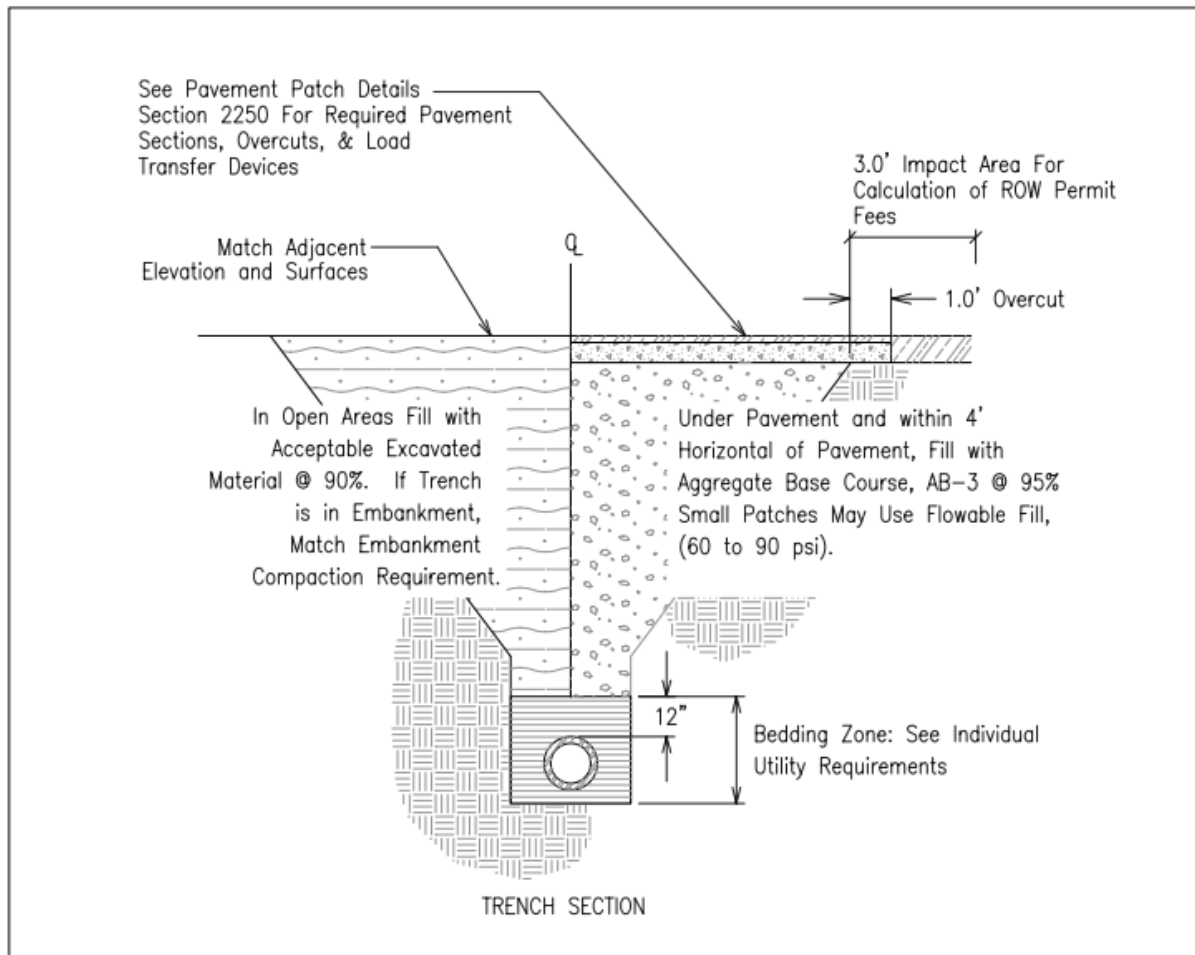 See Pavement Patch Details
Section 2250 For Required Pavement
Sections, Overcuts, & Load
Transfer Devices
3.0' Impact Area For
Calculation of ROW Permit
Fees
Match Adjacent
Elevation and Surfaces
℄
1.0' Overcut
In Open Areas Fill with
Acceptable Excavated
Material @ 90%. If Trench
is in Embankment,
Match Embankment
Compaction Requirement.
Under Pavement and within 4'
Horizontal of Pavement, Fill with
Aggregate Base Course, AB-3 @ 95%
Small Patches May Use Flowable Fill,
(60 to 90 psi).
12"
Bedding Zone: See Individual
Utility Requirements
TRENCH SECTION